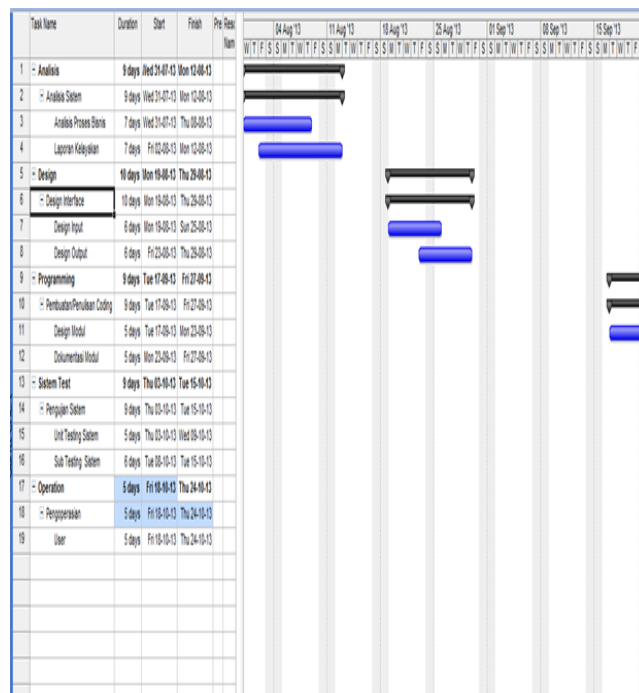 Task Name Duration Start Finish Pre Resc
Nam
04 Aug '13 11 Aug '13 18 Aug '13 25 Aug '13 01 Sep '13 08 Sep '13 15 Sep '13
W T F S S M T W T F S S M T W T F S S M T W T F S S M T W T F S S M T W T F S S M T W T F S S M T W T
1 Analisis 9 days Wed 31-07-13 Mon 12-08-13
2 Analisis Sistem 9 days Wed 31-07-13 Mon 12-08-13
3 Analisis Proses Bisnis 7 days Wed 31-07-13 Thu 08-08-13
4 Laporan Kelayakan 7 days Fri 02-08-13 Mon 12-08-13
5 Design 10 days Mon 19-08-13 Thu 29-08-13
6 Design Interface 10 days Mon 19-08-13 Thu 29-08-13
7 Design Input 6 days Mon 19-08-13 Sun 25-08-13
8 Design Output 6 days Fri 23-08-13 Thu 29-08-13
9 Programming 9 days Tue 17-09-13 Fri 27-09-13
10 Pembuatan/Penulisan Coding 9 days Tue 17-09-13 Fri 27-09-13
11 Design Modul 5 days Tue 17-09-13 Mon 23-09-13
12 Dokumentasi Modul 5 days Mon 23-09-13 Fri 27-09-13
13 Sistem Test 9 days Thu 03-10-13 Tue 15-10-13
14 Pengujian Sistem 9 days Thu 03-10-13 Tue 15-10-13
15 Unit Testing Sistem 5 days Thu 03-10-13 Wed 09-10-13
16 Sub Testing Sistem 6 days Tue 08-10-13 Tue 15-10-13
17 Operation 5 days Fri 18-10-13 Thu 24-10-13
18 Pengoperasian 5 days Fri 18-10-13 Thu 24-10-13
19 User 5 days Fri 18-10-13 Thu 24-10-13